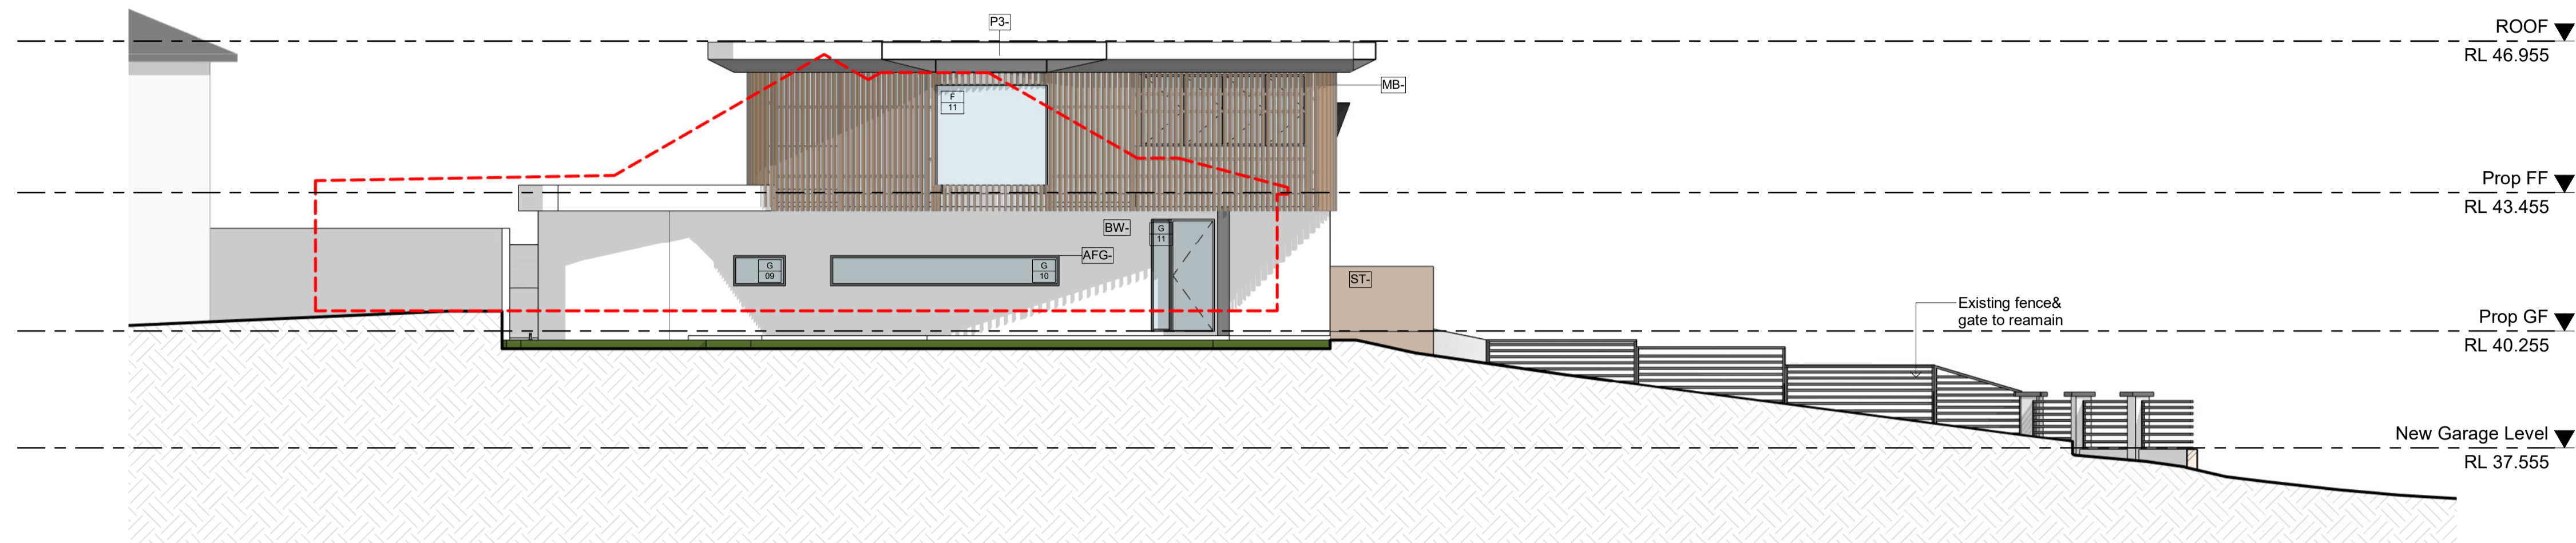 P3-
ROOF
RL 46.955
MB-
F
11
Prop FF
RL 43.455
BW-
G
11
AFG-
G
09
G
10
ST-
Existing fence&
gate to reamain
Prop GF
RL 40.255
New Garage Level
RL 37.555